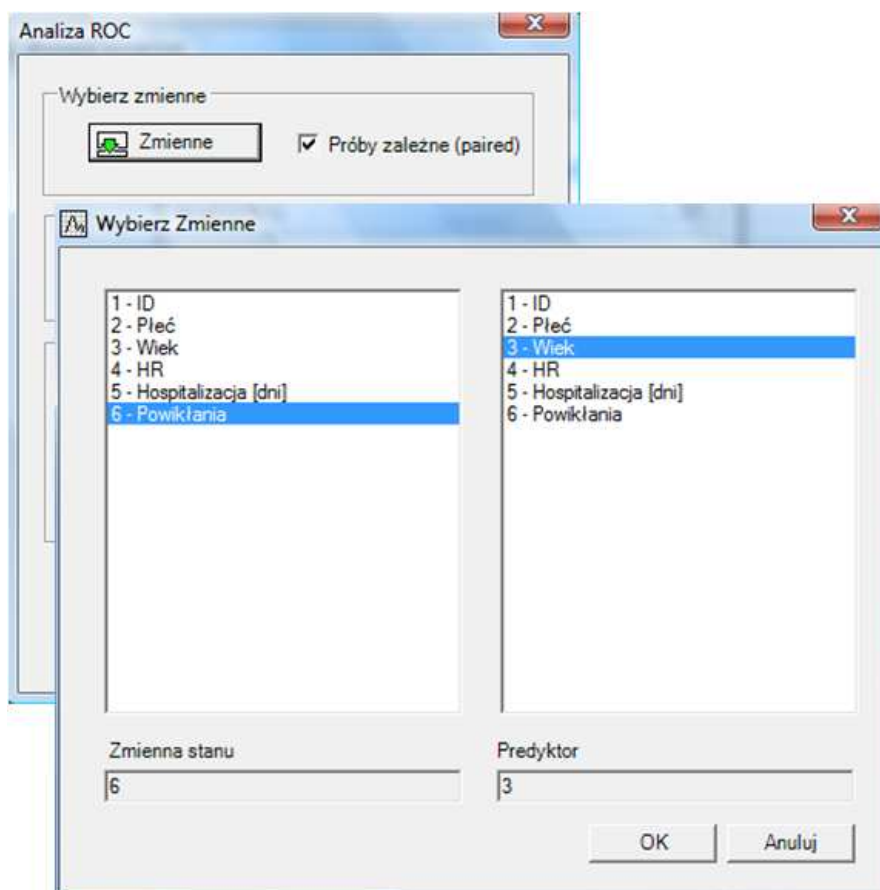 Analiza ROC
Wybierz zmienne
Zmienne
Próby zależne (paired)
Wybierz Zmienne
1 - ID
2 - Płeć
3 - Wiek
4 - HR
5 - Hospitalizacja [dni]
6 - Powikłania
1 - ID
2 - Płeć
3 - Wiek
4 - HR
5 - Hospitalizacja [dni]
6 - Powikłania
Zmienna stanu
6
Predyktor
3
OK
Anuluj